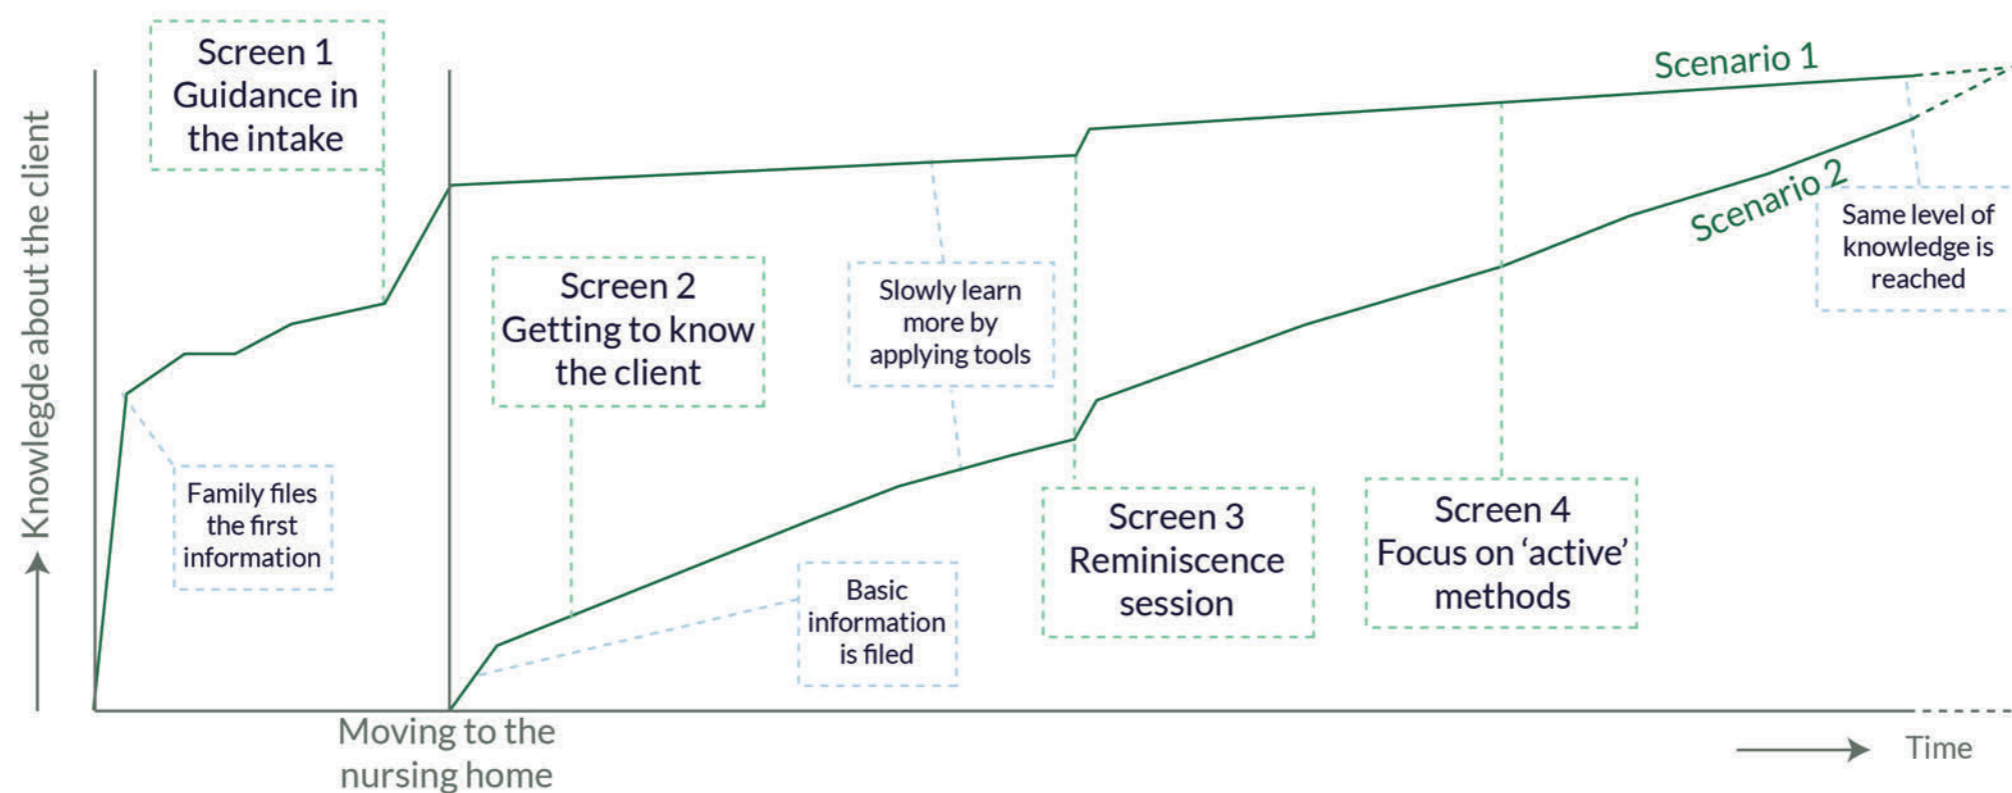 Screen 1
Guidance in
the intake
Scenario 1
Knowlegde about the client
Scenario 2
Same level of
knowledge is
reached
Screen 2
Getting to know
the client
Slowly learn
more by
applying tools
Family files
the first
information
Screen 3
Reminiscence
session
Screen 4
Focus on ‘active’
methods
Basic
information
is filed
Moving to the
nursing home
Time